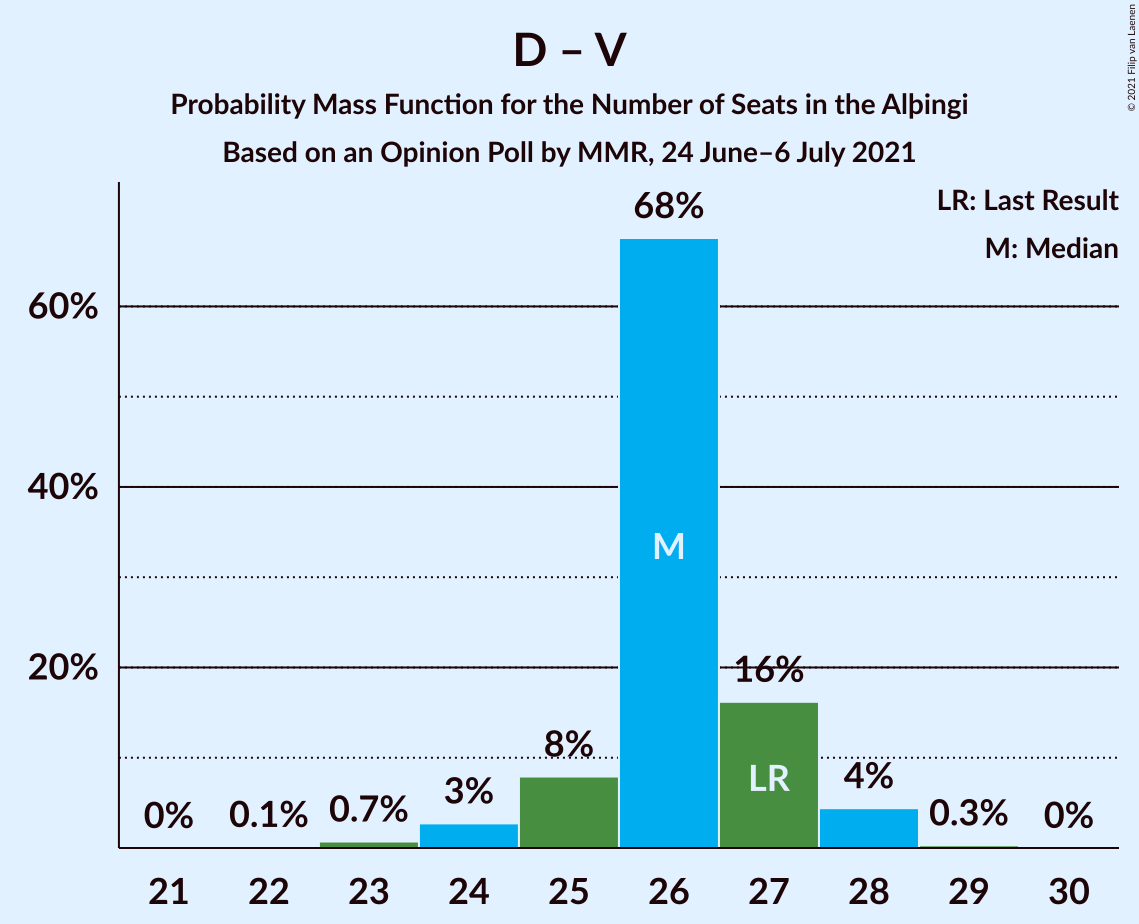 D – V
Probability Mass Function for the Number of Seats in the Alþingi
Based on an Opinion Poll by MMR, 24 June–6 July 2021
© 2021 Filip van Laenen
LR: Last Result
M: Median
68%
60%
40%
M
20%
16%
8%
LR
4%
3%
0%
0.1%
0.7%
0.3%
0%
21 22 23 24 25 26 27 28 29 30